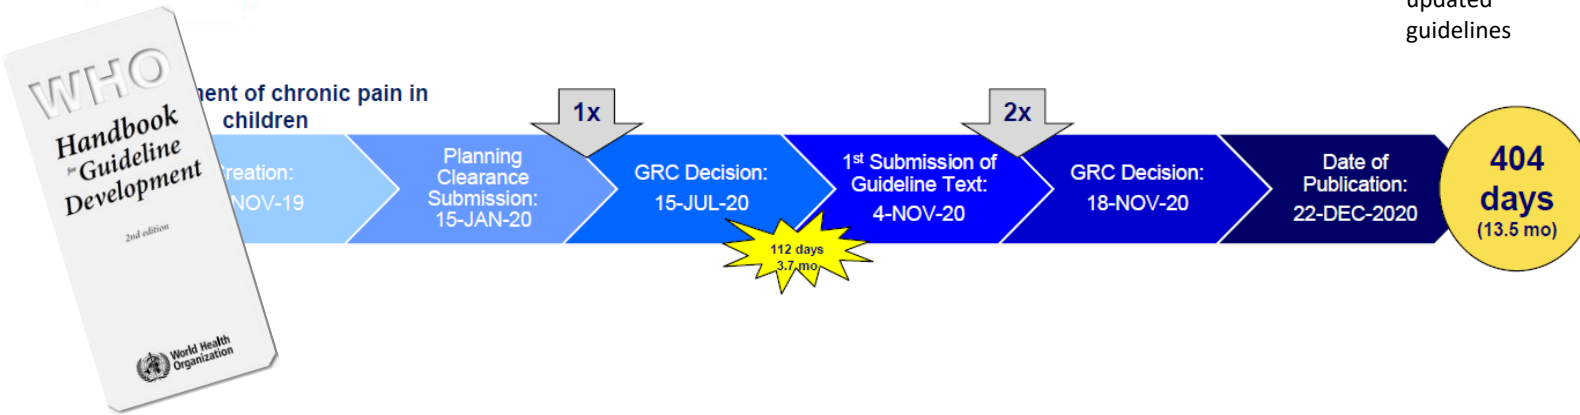 updated
guidelines
WHO
Handbook
for Guideline
Development
2nd edition
World Health
Organization
of chronic pain in
children
NOV-19
Planning
Clearance
Submission:
15-JAN-20
1x
GRC Decision:
15-JUL-20
112 days
3.7 mo
1st Submission of
Guideline Text:
4-NOV-20
2x
GRC Decision:
18-NOV-20
Date of
Publication:
22-DEC-2020
404
days
(13.5 mo)